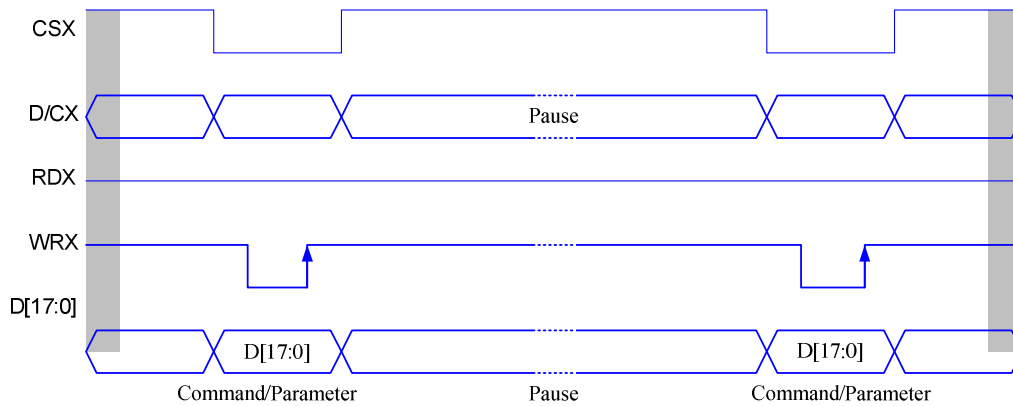 CSX
D/CX
Pause
RDX
WRX
D[17:0]
D[17:0]
D[17:0]
Command/Parameter
Pause
Command/Parameter